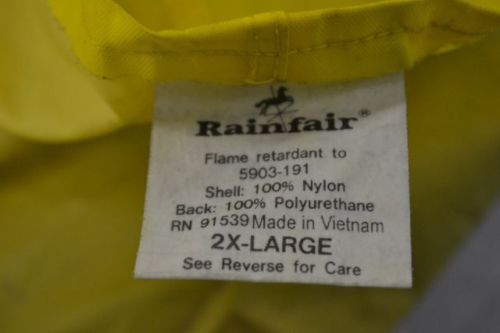 Rainfair®
Flame retardant to
5903-191
Shell: 100% Nylon
Back: 100% Polyurethane
RN 91539 Made in Vietnam
2X-LARGE
See Reverse for Care